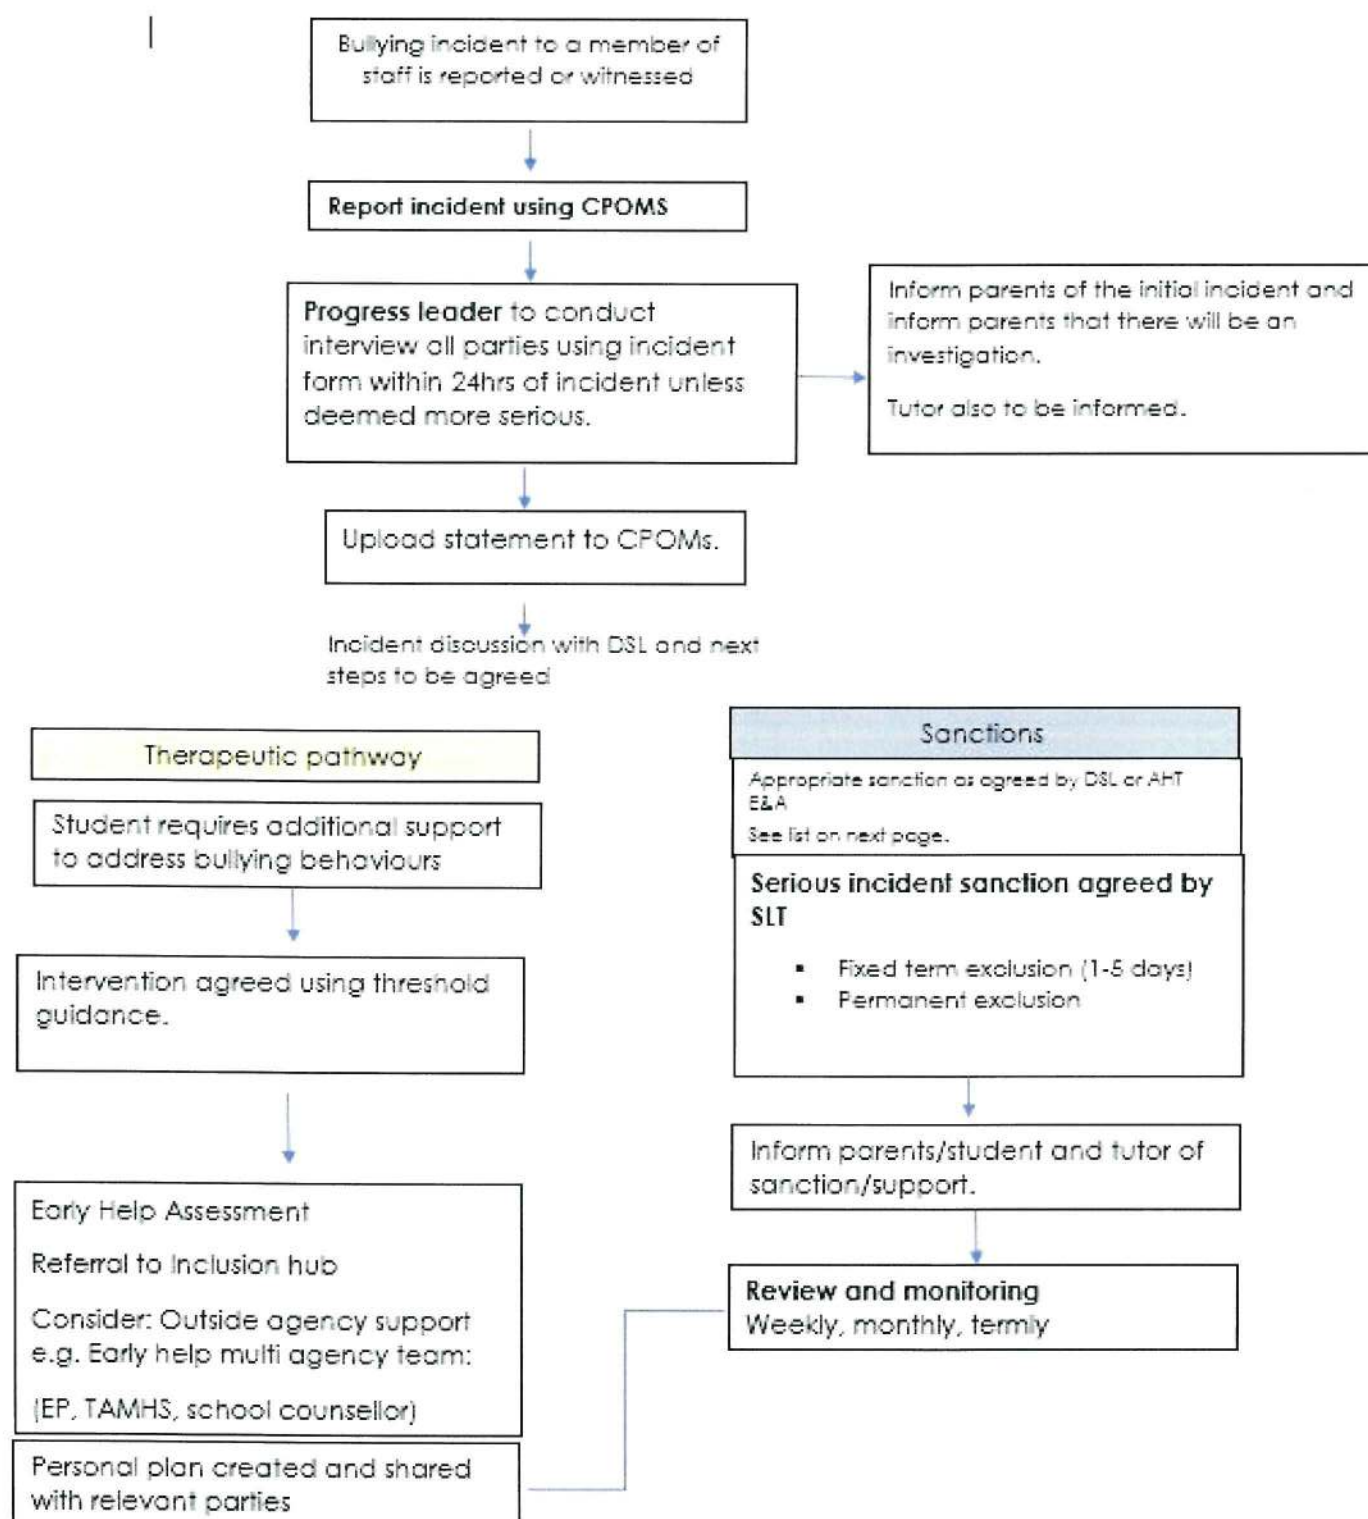 Bullying incident to a member of
staff is reported or witnessed
Report incident using CPOMS
Progress leader to conduct
interview all parties using incident
form within 24hrs of incident unless
deemed more serious.
Inform parents of the initial incident and
inform parents that there will be an
investigation.
Tutor also to be informed.
Upload statement to CPOMs.
Incident discussion with DSL and next
steps to be agreed
Therapeutic pathway
Student requires additional support
to address bullying behaviours
Intervention agreed using threshold
guidance.
Early Help Assessment
Referral to Inclusion hub
Consider: Outside agency support
e.g. Early help multi agency team:
(EP, TAMHS, school counsellor)
Personal plan created and shared
with relevant parties
Sanctions
Appropriate sanction as agreed by DSL or AHT
E&A
See list on next page.
Serious incident sanction agreed by
SLT
▪ Fixed term exclusion (1-5 days)
▪ Permanent exclusion
Inform parents/student and tutor of
sanction/support.
Review and monitoring
Weekly, monthly, termly